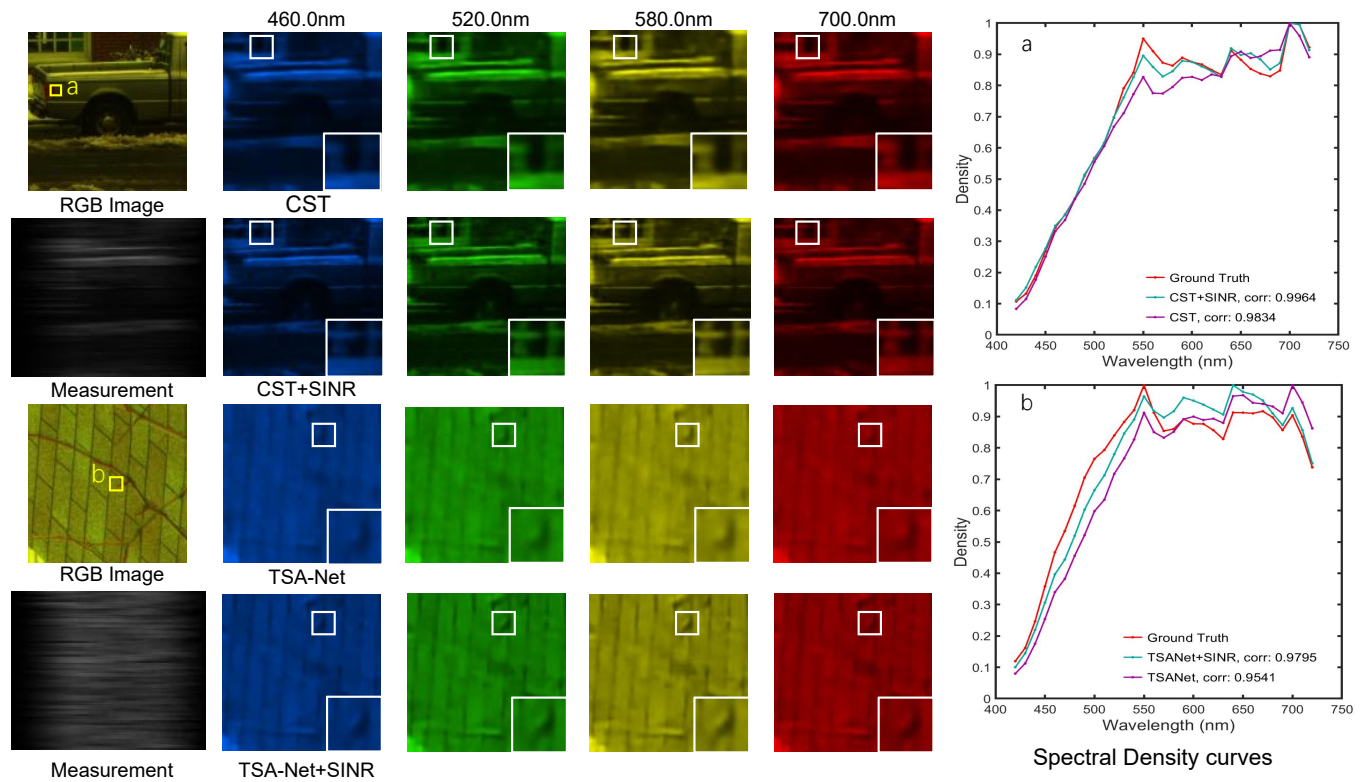 460.0nm
520.0nm
580.0nm
700.0nm
a
RGB Image
CST
Measurement
CST+SINR
b
RGB Image
TSA-Net
Measurement
TSA-Net+SINR
a
1
0.9
0.8
0.7
0.6
0.5
0.4
0.3
0.2
0.1
0
Density
Ground Truth
CST+SINR, corr: 0.9964
CST, corr: 0.9834
400 450 500 550 600 650 700 750
Wavelength (nm)
b
1
0.9
0.8
0.7
0.6
0.5
0.4
0.3
0.2
0.1
0
Density
Ground Truth
TSANet+SINR, corr: 0.9795
TSANet, corr: 0.9541
400 450 500 550 600 650 700 750
Wavelength (nm)
Spectral Density curves